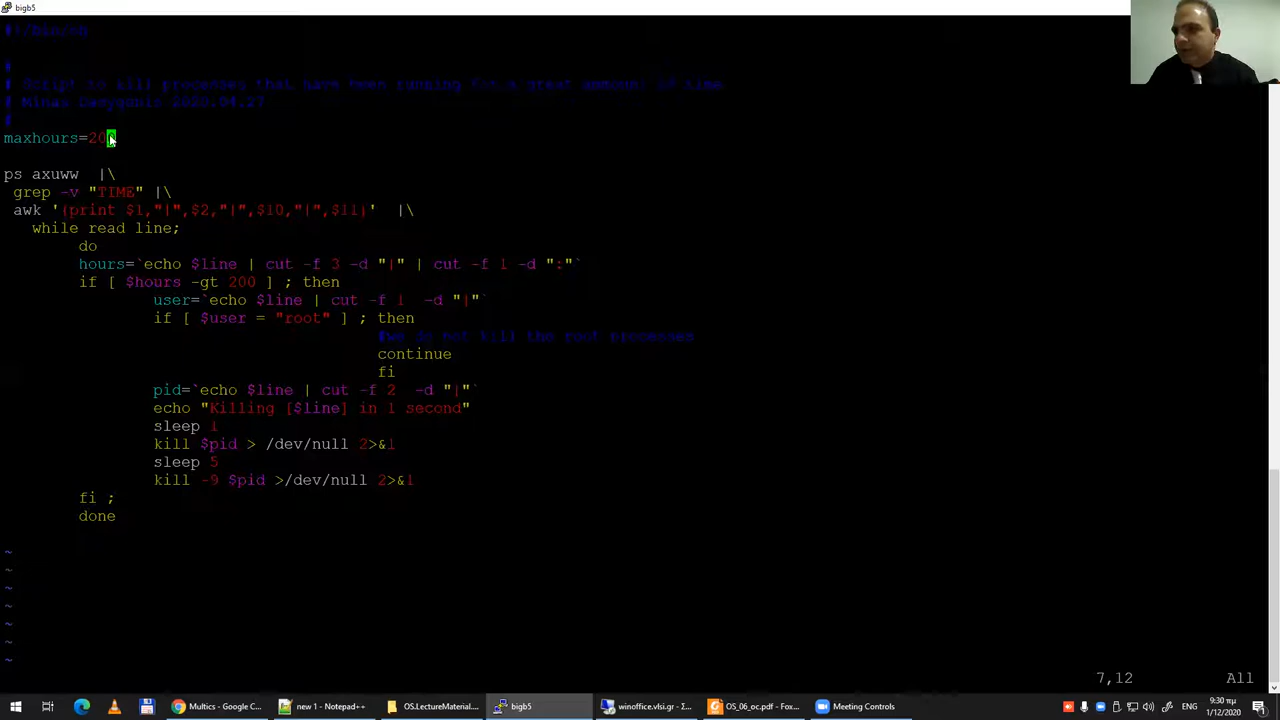 bigb5
#!/bin/sh
#
# Script to kill processes that have been running for a great ammount of time
# Minas Dasygenis 2020.04.27
#
maxhours=200
ps axuww  |\
grep -v "TIME" |\
awk '{print $1,"|",$2,"|",$10,"|",$11}'  |\
while read line;
do
hours=`echo $line | cut -f 3 -d "|" | cut -f 1 -d ":"`
if [ $hours -gt 200 ] ; then
user=`echo $line | cut -f 1  -d "|"`
if [ $user = "root" ] ; then
#we do not kill the root processes
continue
fi
pid=`echo $line | cut -f 2  -d "|"`
echo "Killing [$line] in 1 second"
sleep 1
kill $pid > /dev/null 2>&1
sleep 5
kill -9 $pid >/dev/null 2>&1
fi ;
done
~
~
~
~
~
~
~
7,12 All
Multics - Google C...
new 1 - Notepad++
OS.LectureMaterial...
bigb5
winoffice.vlsi.gr - Σ...
OS_06_oc.pdf - Fox...
Meeting Controls
ENG
9:30 πμ
1/12/2020